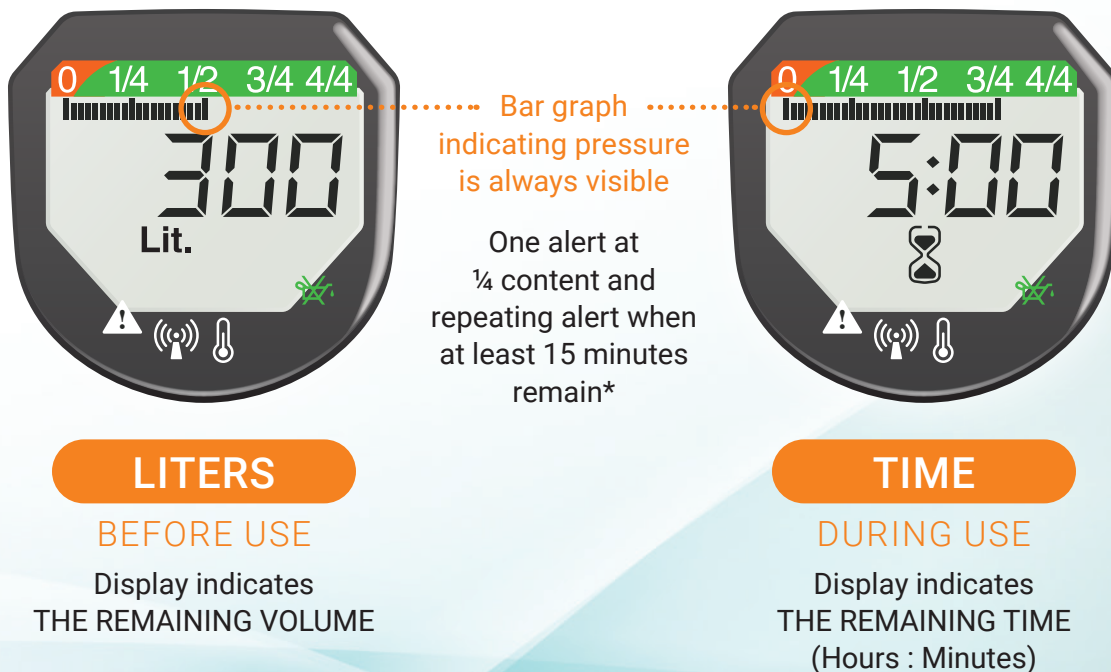 0 1/4 1/2 3/4 4/4
300
Lit.
Bar graph
indicating pressure
is always visible
One alert at
¼ content and
repeating alert when
at least 15 minutes
remain*
0 1/4 1/2 3/4 4/4
5:00
LITERS
BEFORE USE
Display indicates
THE REMAINING VOLUME
TIME
DURING USE
Display indicates
THE REMAINING TIME
(Hours : Minutes)